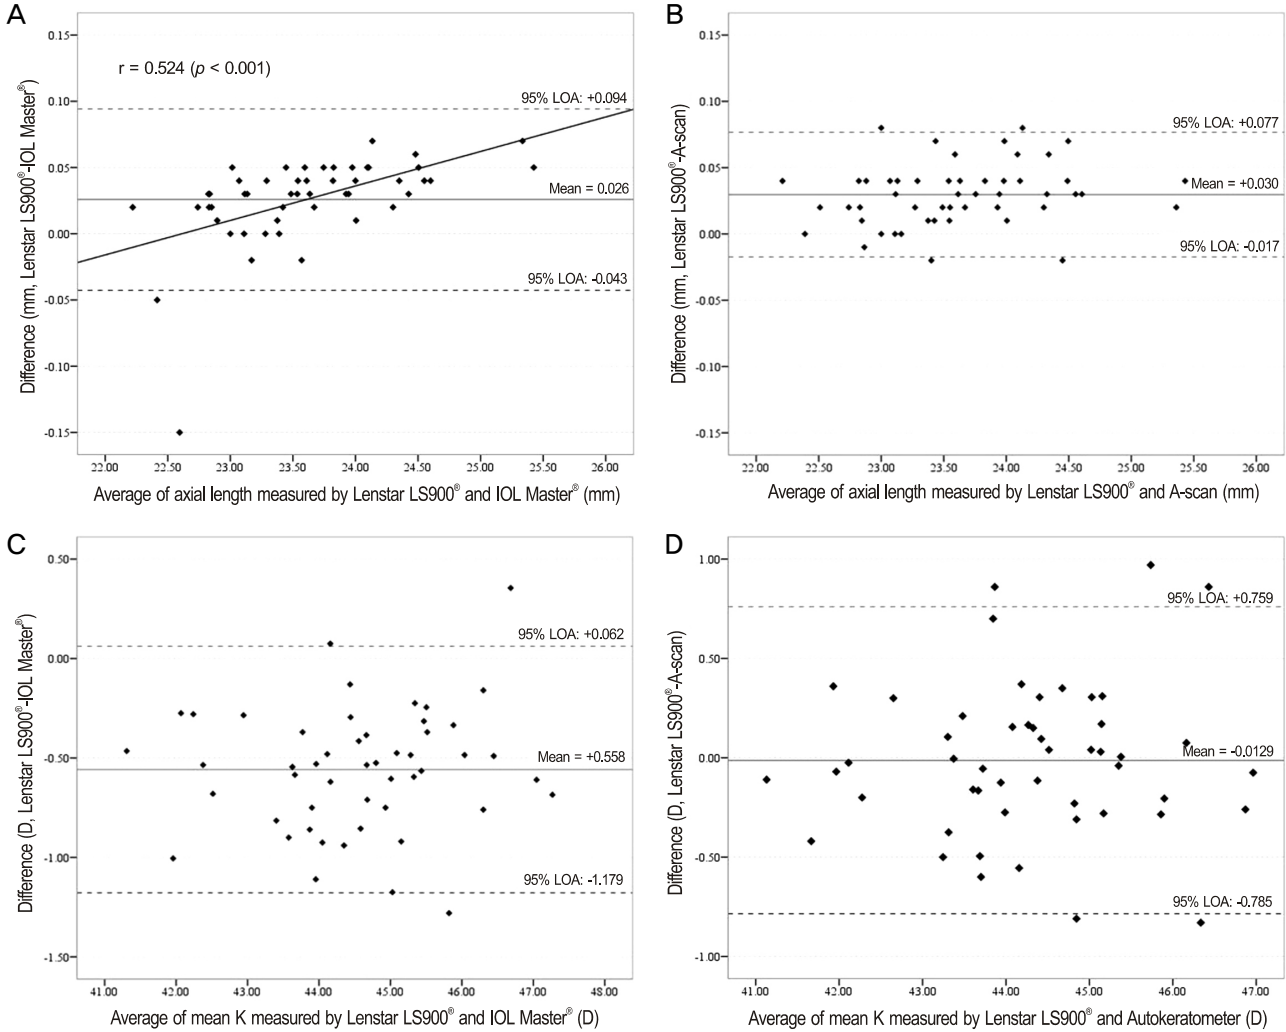 A
0.15
r = 0.524 (p < 0.001)
0.10
95% LOA: +0.094
0.05
Mean = 0.026
0.00
95% LOA: -0.043
-0.05
-0.10
-0.15
22.00 22.50 23.00 23.50 24.00 24.50 25.00 25.50 26.00
Difference (mm, Lenstar LS900®-IOL Master®)
Average of axial length measured by Lenstar LS900® and IOL Master® (mm)
B
0.15
0.10
95% LOA: +0.077
0.05
Mean = +0.030
0.00
95% LOA: -0.017
-0.05
-0.10
-0.15
22.00 22.50 23.00 23.50 24.00 24.50 25.00 25.50 26.00
Difference (mm, Lenstar LS900®-A-scan)
Average of axial length measured by Lenstar LS900® and A-scan (mm)
C
0.50
95% LOA: +0.062
0.00
Mean = +0.558
-0.50
-1.00
95% LOA: -1.179
-1.50
41.00 42.00 43.00 44.00 45.00 46.00 47.00 48.00
Difference (D, Lenstar LS900®-IOL Master®)
Average of mean K measured by Lenstar LS900® and IOL Master® (D)
D
1.00
95% LOA: +0.759
0.50
Mean = -0.0129
0.00
-0.50
95% LOA: -0.785
-1.00
41.00 42.00 43.00 44.00 45.00 46.00 47.00
Difference (D, Lenstar LS900®-A-scan)
Average of mean K measured by Lenstar LS900® and Autokeratometer (D)